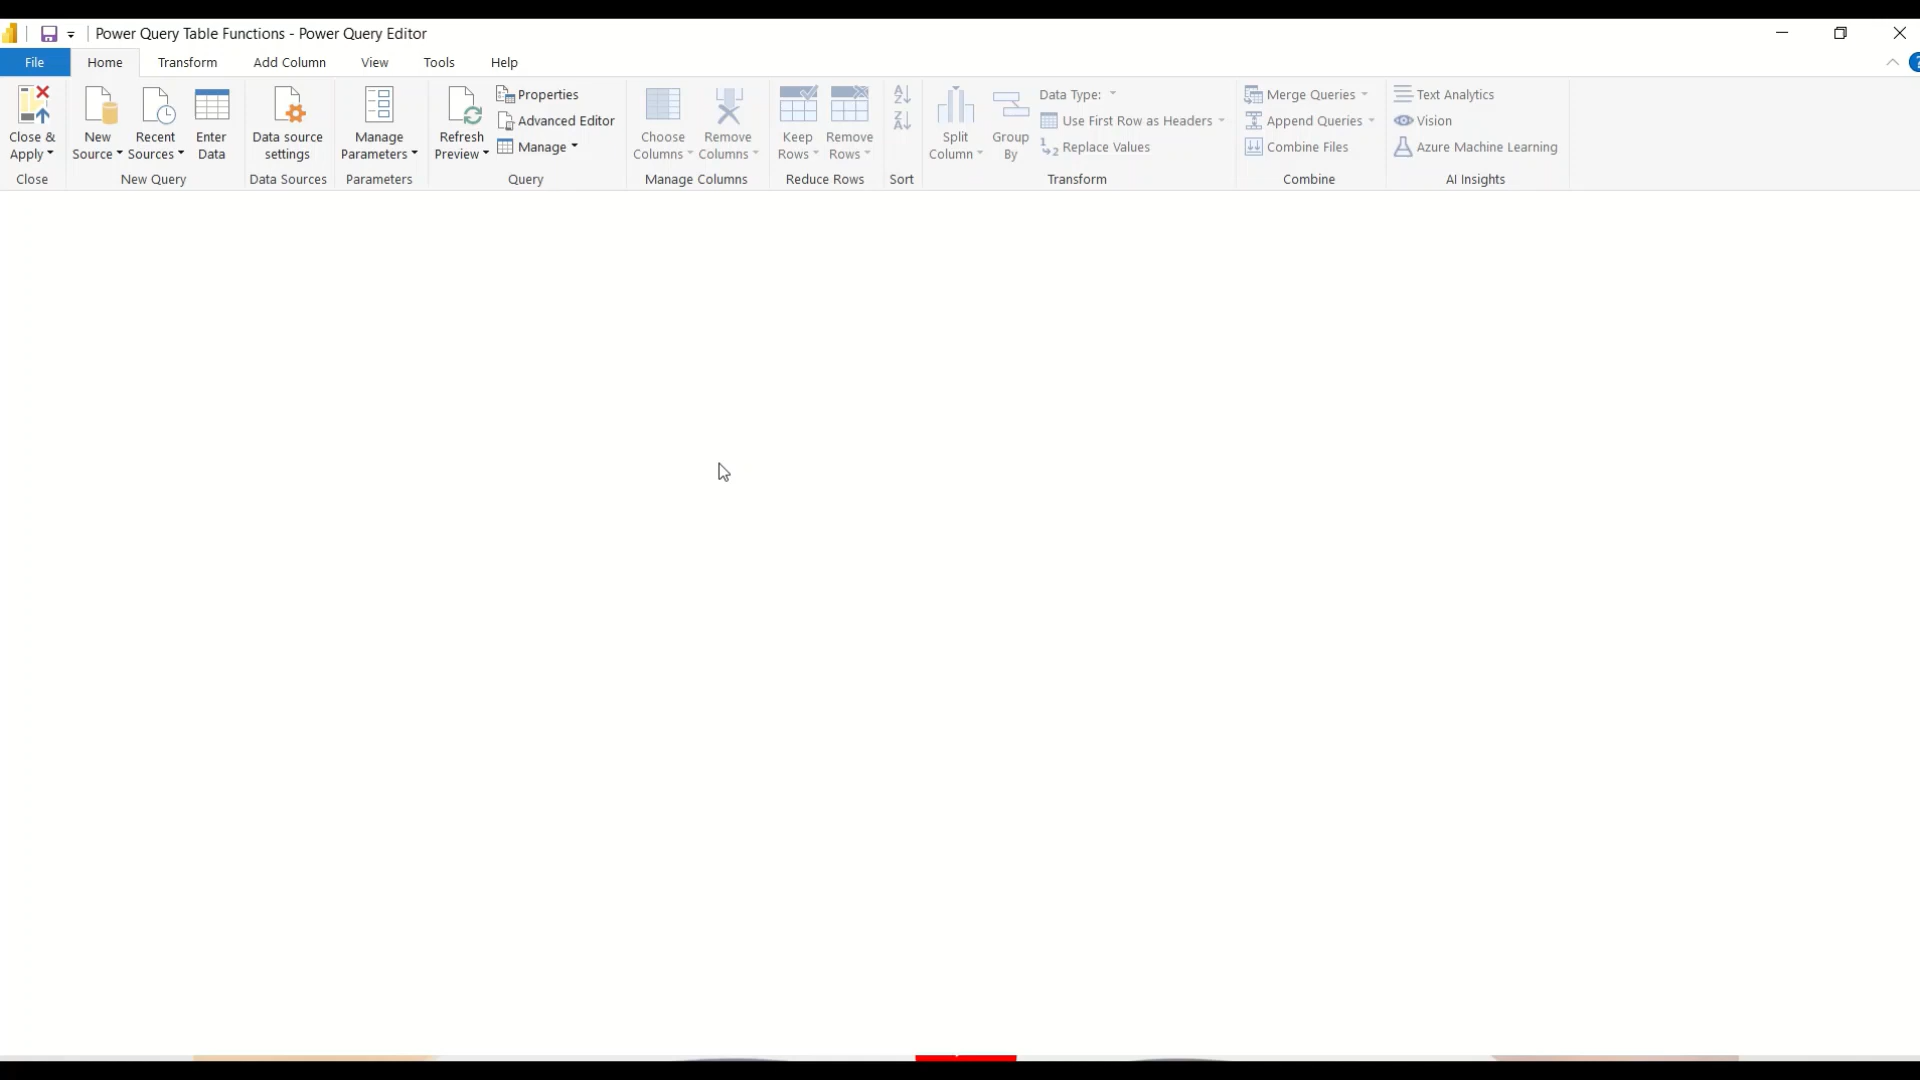 Power Query Table Functions - Power Query Editor
File Home Transform Add Column View Tools Help
Close & Apply
Close
New Source
Recent Sources
Enter Data
New Query
Data source settings
Data Sources
Manage Parameters
Parameters
Refresh Preview
Properties
Advanced Editor
Manage
Query
Choose Columns
Remove Columns
Manage Columns
Keep Rows
Remove Rows
Reduce Rows
Sort
Split Column
Group By
Data Type:
Use First Row as Headers
Replace Values
Transform
Merge Queries
Append Queries
Combine Files
Combine
Text Analytics
Vision
Azure Machine Learning
AI Insights